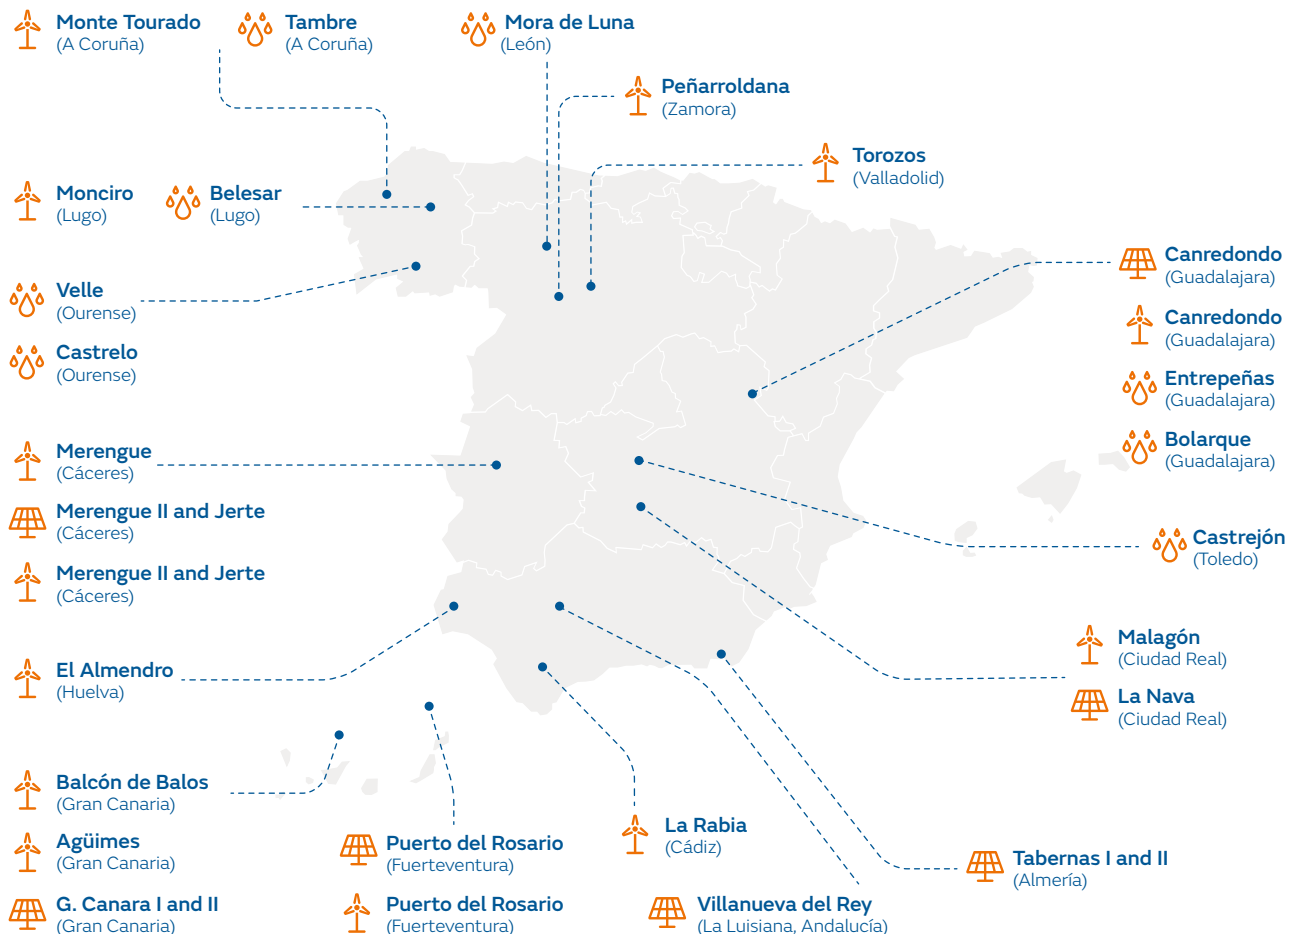 Monte Tourado
(A Coruña)
Tambre
(A Coruña)
Mora de Luna
(León)
Peñarroldana
(Zamora)
Torozos
(Valladolid)
Monciro
(Lugo)
Belesar
(Lugo)
Canredondo
(Guadalajara)
Velle
(Ourense)
Canredondo
(Guadalajara)
Castrelo
(Ourense)
Entrepeñas
(Guadalajara)
Bolarque
(Guadalajara)
Merengue
(Cáceres)
Merengue II and Jerte
(Cáceres)
Castrejón
(Toledo)
Merengue II and Jerte
(Cáceres)
Malagón
(Ciudad Real)
El Almendro
(Huelva)
La Nava
(Ciudad Real)
Balcón de Balos
(Gran Canaria)
Agüimes
(Gran Canaria)
Puerto del Rosario
(Fuerteventura)
La Rabia
(Cádiz)
Tabernas I and II
(Almería)
G. Canara I and II
(Gran Canaria)
Puerto del Rosario
(Fuerteventura)
Villanueva del Rey
(La Luisiana, Andalucía)